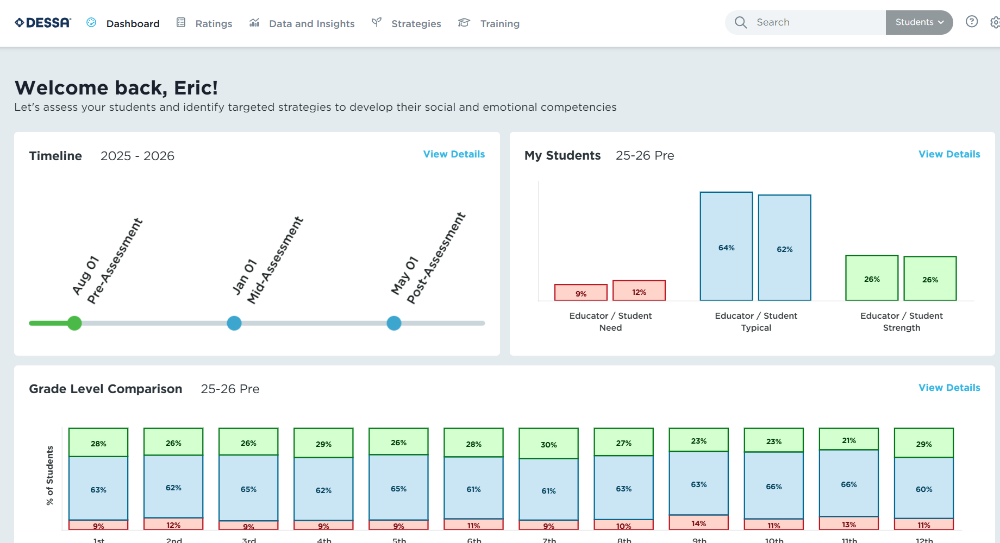 DESSA
Dashboard
Ratings
Data and Insights
Strategies
Training
Search
Students
Welcome back, Eric!
Let's assess your students and identify targeted strategies to develop their social and emotional competencies
Timeline 2025 - 2026
View Details
Aug 01
Pre-Assessment
Jan 01
Mid-Assessment
May 01
Post-Assessment
My Students 25-26 Pre
View Details
9% 12% 64% 62% 26% 26%
Educator / Student
Need
Educator / Student
Typical
Educator / Student
Strength
Grade Level Comparison 25-26 Pre
View Details
% of Students
28% 26% 26% 29% 26% 28% 30% 27% 23% 23% 21% 29%
63% 62% 65% 62% 65% 61% 61% 63% 63% 66% 66% 60%
9% 12% 9% 9% 9% 11% 9% 10% 14% 11% 13% 11%
1st 2nd 3rd 4th 5th 6th 7th 8th 9th 10th 11th 12th